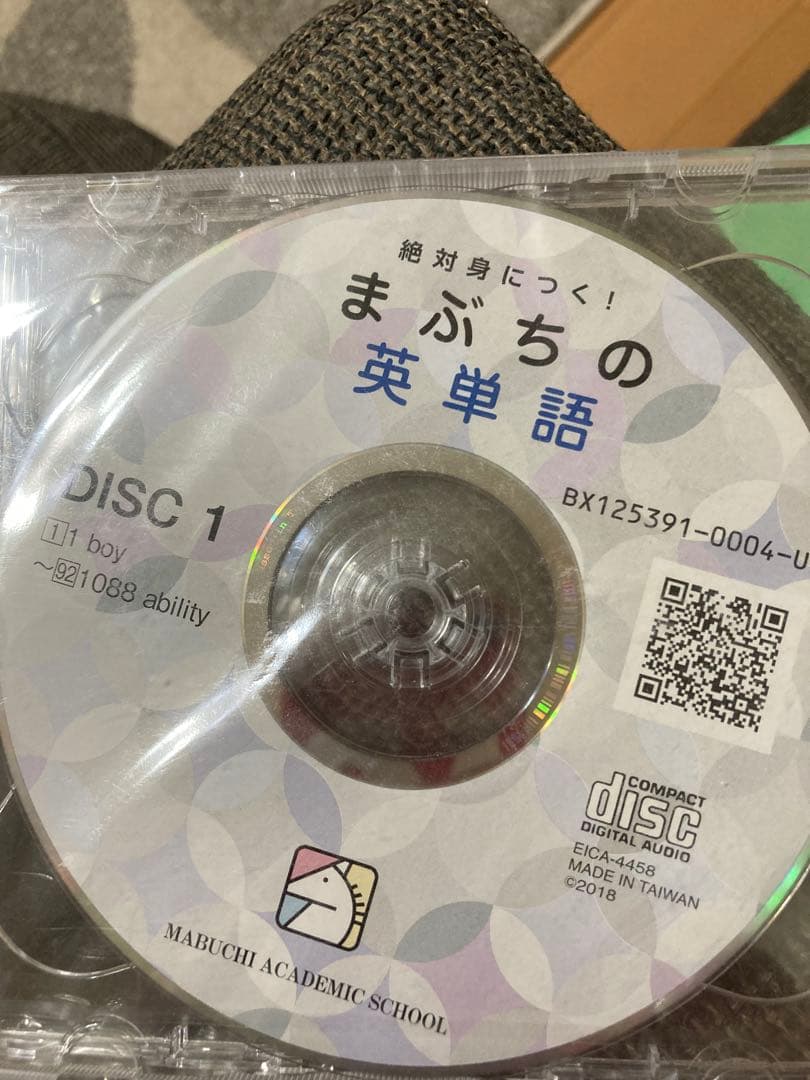 絶対身につく!
まぶちの
英単語
DISC 1
1 1 boy
～92 1088 ability
BX125391-0004-U
COMPACT
disc
DIGITAL AUDIO
EICA-4458
MADE IN TAIWAN
©2018
MABUCHI ACADEMIC SCHOOL